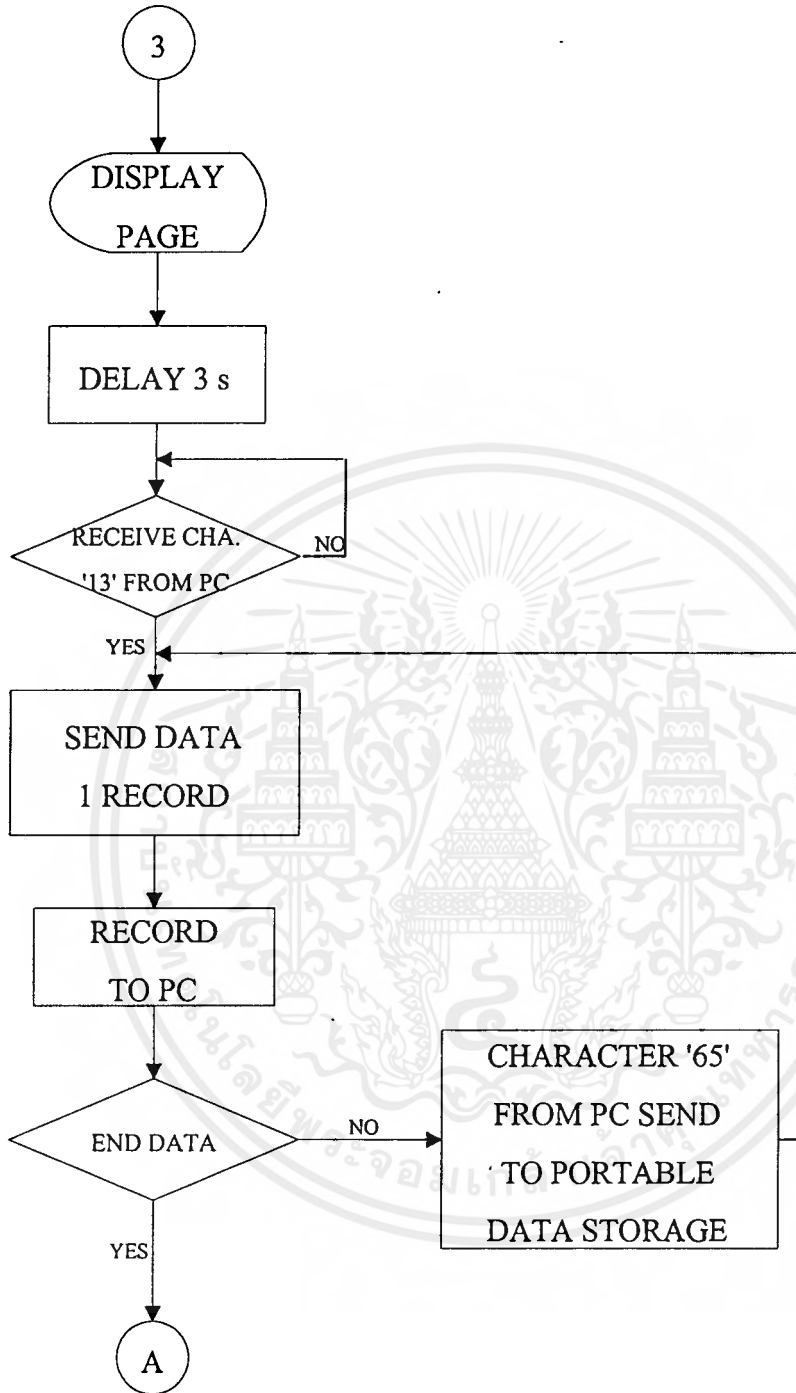 3
DISPLAY
PAGE
DELAY 3 s
RECEIVE CHA.
'13' FROM PC
NO
YES
SEND DATA
1 RECORD
RECORD
TO PC
END DATA
NO
CHARACTER '65'
FROM PC SEND
TO PORTABLE
DATA STORAGE
YES
A